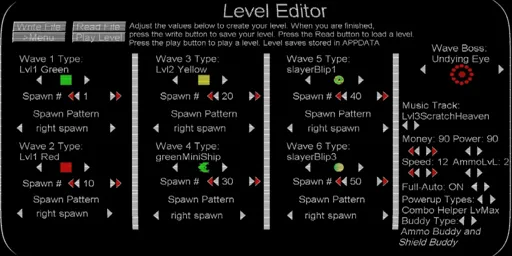 Level Editor
Write File
Read File
>Menu
Play Level
Adjust the values below to create your level. When you are finished,
press the write button to save your level. Press the Read button to load a level.
Press the play button to play a level. Level saves stored in APPDATA
Wave 1 Type:
Lvl1 Green
Spawn # 1
Spawn Pattern
right spawn
Wave 2 Type:
Lvl1 Red
Spawn # 10
Spawn Pattern
right spawn
Wave 3 Type:
Lvl2 Yellow
Spawn # 20
Spawn Pattern
right spawn
Wave 4 Type:
greenMiniShip
Spawn # 30
Spawn Pattern
right spawn
Wave 5 Type:
slayerBlip1
Spawn # 40
Spawn Pattern
right spawn
Wave 6 Type:
slayerBlip3
Spawn # 50
Spawn Pattern
right spawn
Wave Boss:
Undying Eye
Music Track:
Lvl3ScratchHeaven
Money: 90 Power: 90
Speed: 12 AmmoLvL: 2
Full-Auto: ON
Powerup Types:
Combo Helper LvMax
Buddy Type:
Ammo Buddy and
Shield Buddy